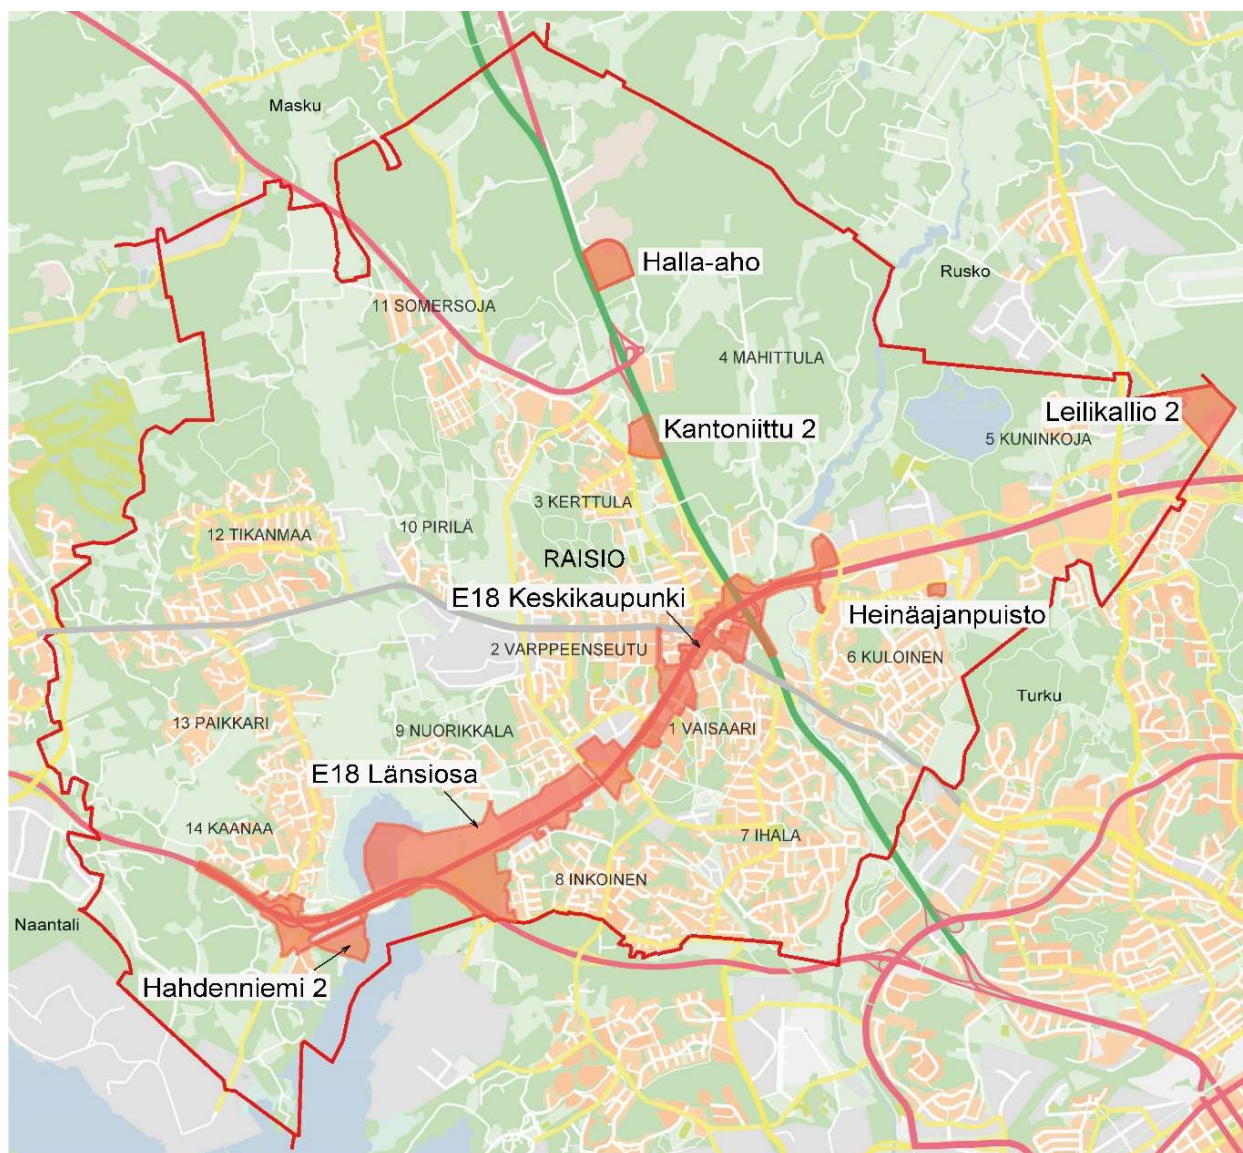 Masku
Halla-aho
Rusko
11 SOMERSOJA
4 MAHITTULA
Leilikallio 2
Kantoniittu 2
5 KUNINKOJA
3 KERTTULA
12 TIKANMAA
10 PIRILÄ
RAISIO
E18 Keskikaupunki
Heinäajanpuisto
2 VARPPEENSEUTU
6 KULOINEN
Turku
13 PAIKKARI
9 NUORIKKALA
1 VAISAARI
E18 Länsiosa
14 KAANAA
7 IHALA
8 INKOINEN
Naantali
Hahdenniemi 2